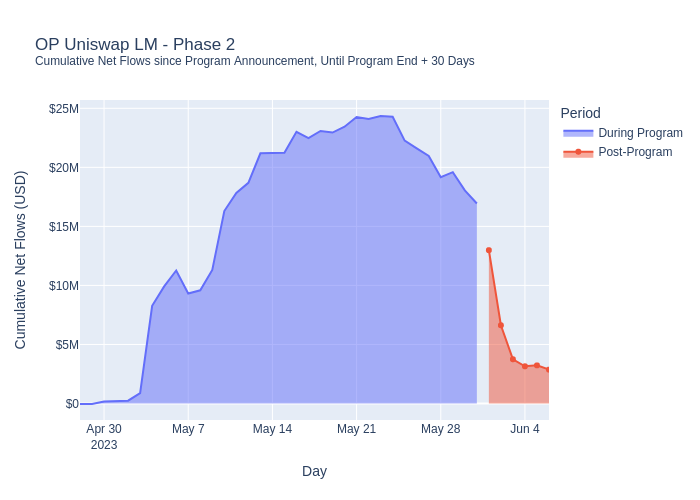 OP Uniswap LM - Phase 2
Cumulative Net Flows since Program Announcement, Until Program End + 30 Days
Period
During Program
Post-Program
Cumulative Net Flows (USD)
$25M
$20M
$15M
$10M
$5M
$0
Apr 30
2023
May 7
May 14
May 21
May 28
Jun 4
Day